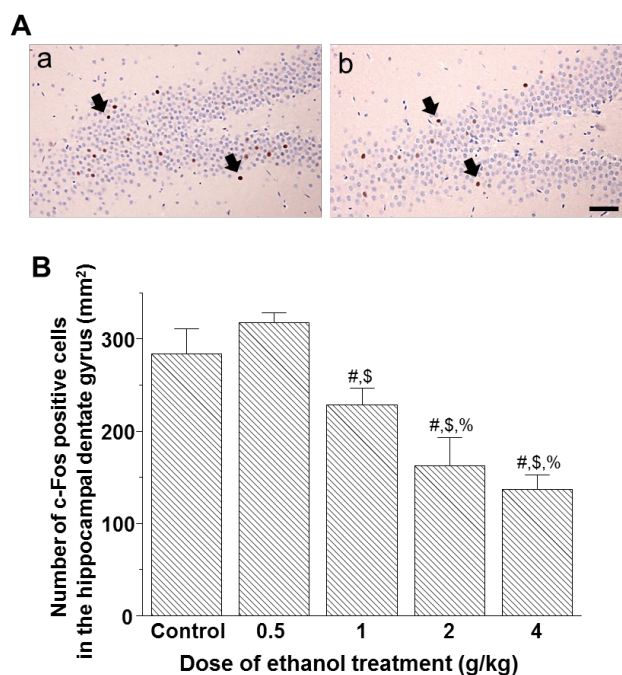 A
a
b
B
Number of c-Fos positive cells
in the hippocampal dentate gyrus (mm²)
300
200
100
0
#,$
#,$,%
#,$,%
Control 0.5 1 2 4
Dose of ethanol treatment (g/kg)